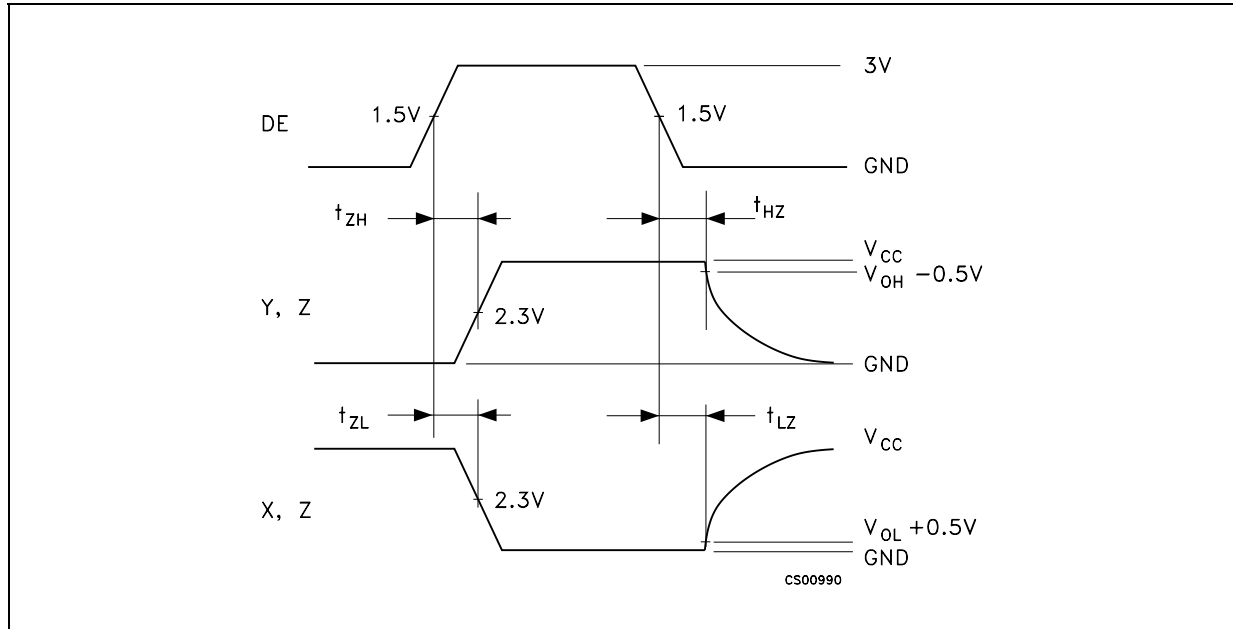 3V
1.5V
1.5V
DE
GND
tZH
tHZ
VCC
VOH -0.5V
Y, Z
2.3V
GND
tZL
tLZ
VCC
X, Z
2.3V
VOL +0.5V
GND
CS00990